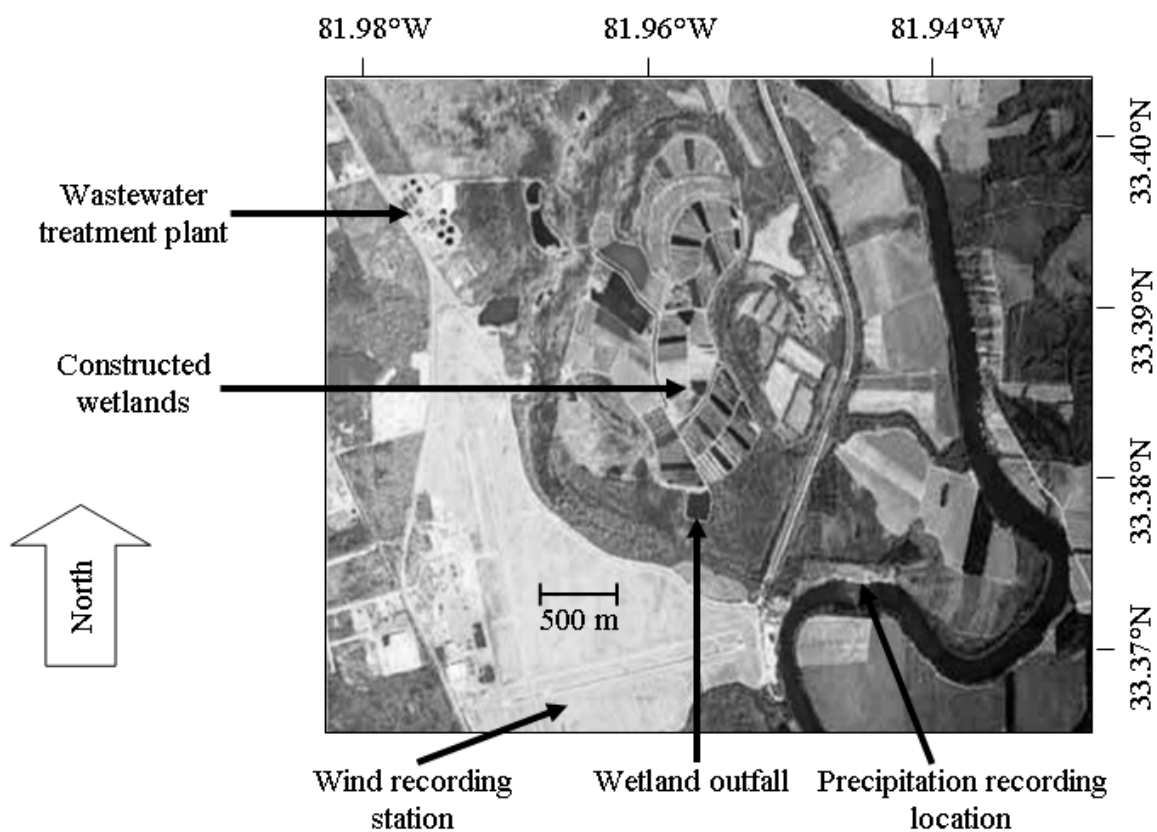 81.98°W
81.96°W
81.94°W
33.40°N
Wastewater
treatment plant
33.39°N
Constructed
wetlands
33.38°N
North
500 m
33.37°N
Wind recording
station
Wetland outfall
Precipitation recording
location